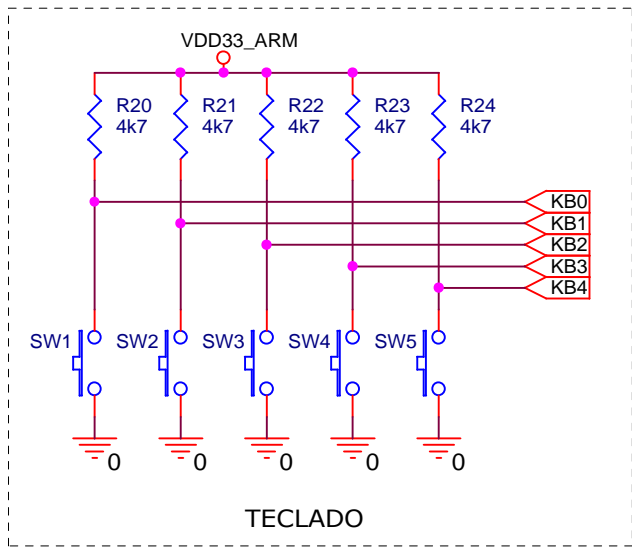 VDD33_ARM
R20 R21 R22 R23 R24
4k7 4k7 4k7 4k7 4k7
KB0
KB1
KB2
KB3
KB4
SW1 SW2 SW3 SW4 SW5
0 0 0 0 0
TECLADO